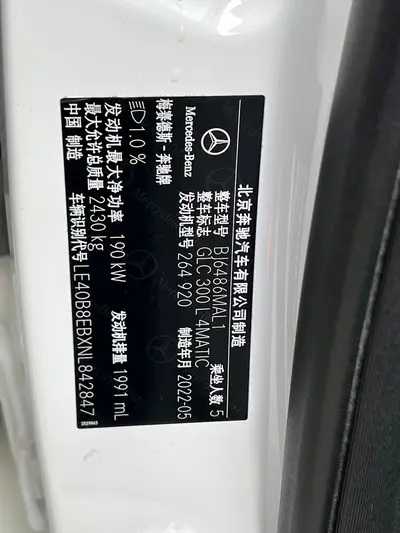 Mercedes-Benz
梅赛德斯-奔驰牌
1.0 %
北京奔驰汽车有限公司制造
整车型号 BJ6486MAL1 乘坐人数 5
整车标志 GLC 300 L 4MATIC
发动机型号 264 920 制造年月 2022-05
发动机最大净功率 190 kW 发动机排量 1991 mL
最大允许总质量 2430 kg
车辆识别代号 LE40B8EBXNL842847
中国 制造